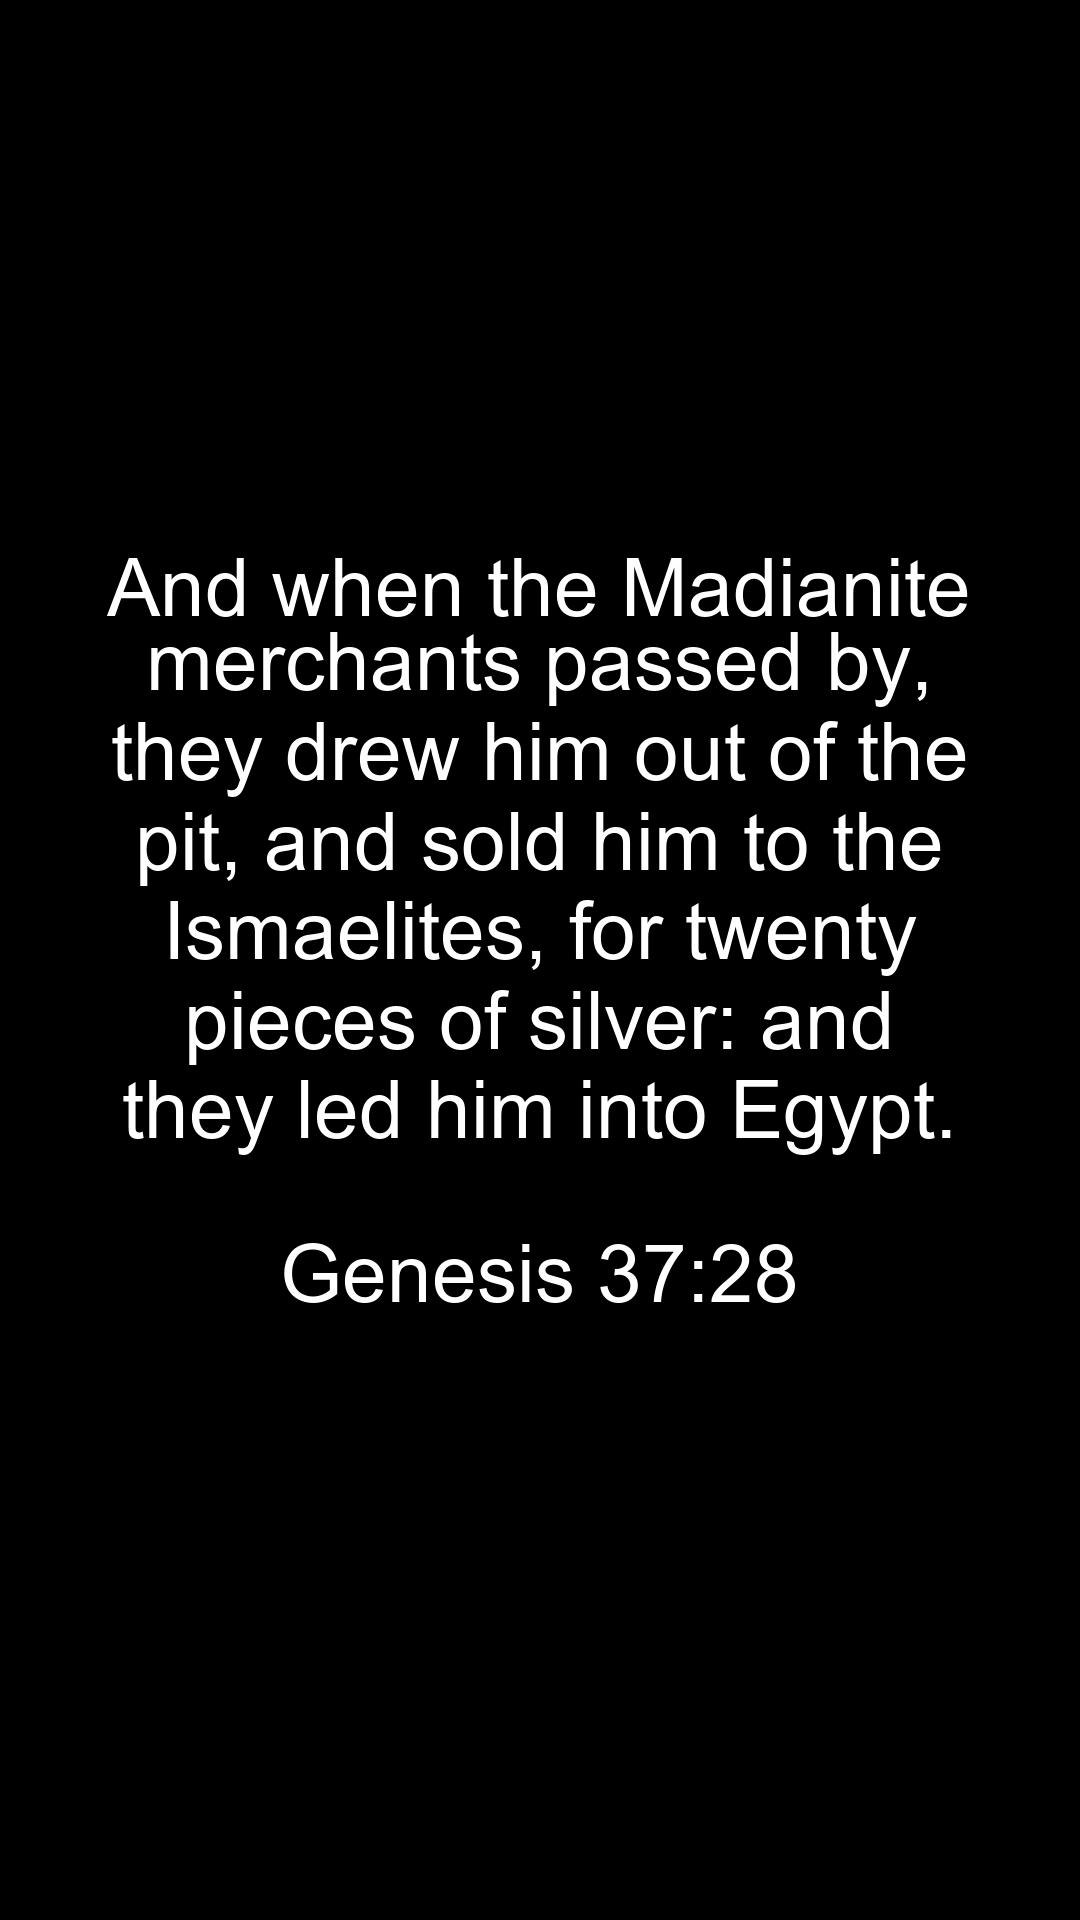 And when the Madianite
merchants passed by,
they drew him out of the
pit, and sold him to the
Ismaelites, for twenty
pieces of silver: and
they led him into Egypt.
Genesis 37:28